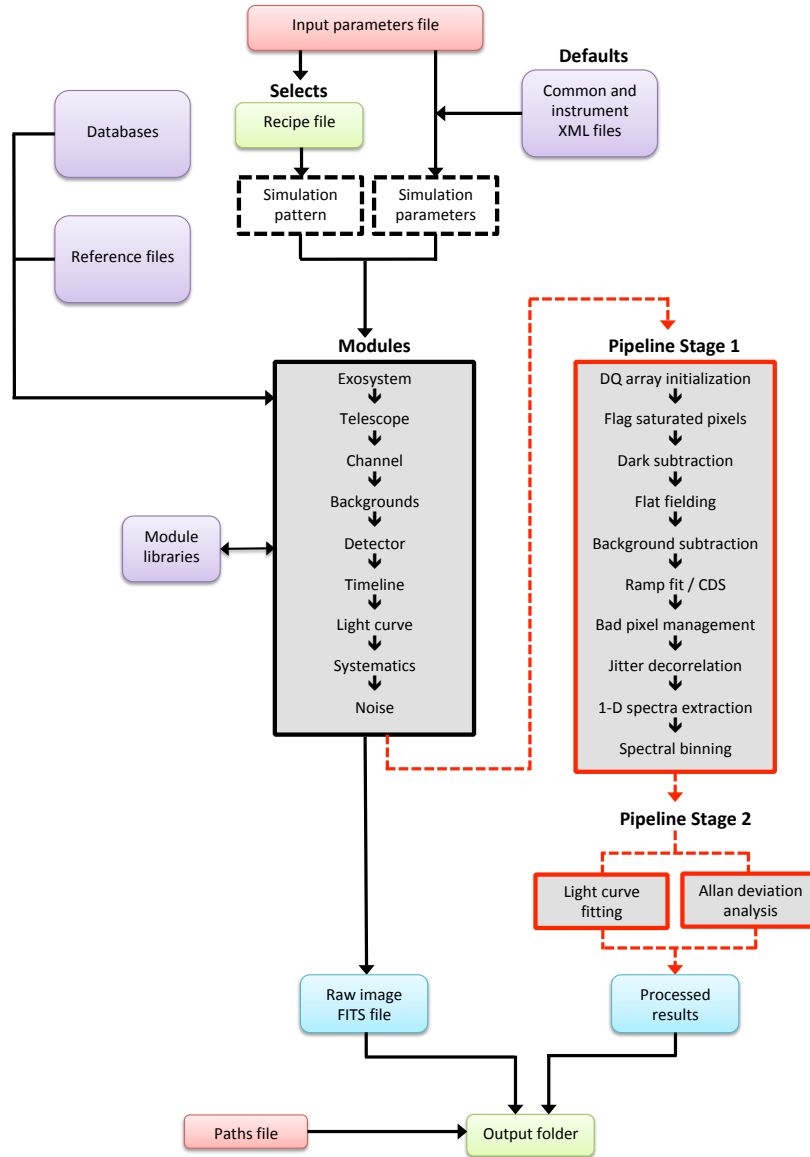 Input parameters file
Defaults
Selects
Common and
instrument
XML files
Databases
Recipe file
Simulation
pattern
Simulation
parameters
Reference files
Modules
Exosystem
Telescope
Channel
Backgrounds
Detector
Timeline
Light curve
Systematics
Noise
Module
libraries
Pipeline Stage 1
DQ array initialization
Flag saturated pixels
Dark subtraction
Flat fielding
Background subtraction
Ramp fit / CDS
Bad pixel management
Jitter decorrelation
1-D spectra extraction
Spectral binning
Pipeline Stage 2
Light curve
fitting
Allan deviation
analysis
Raw image
FITS file
Processed
results
Paths file
Output folder